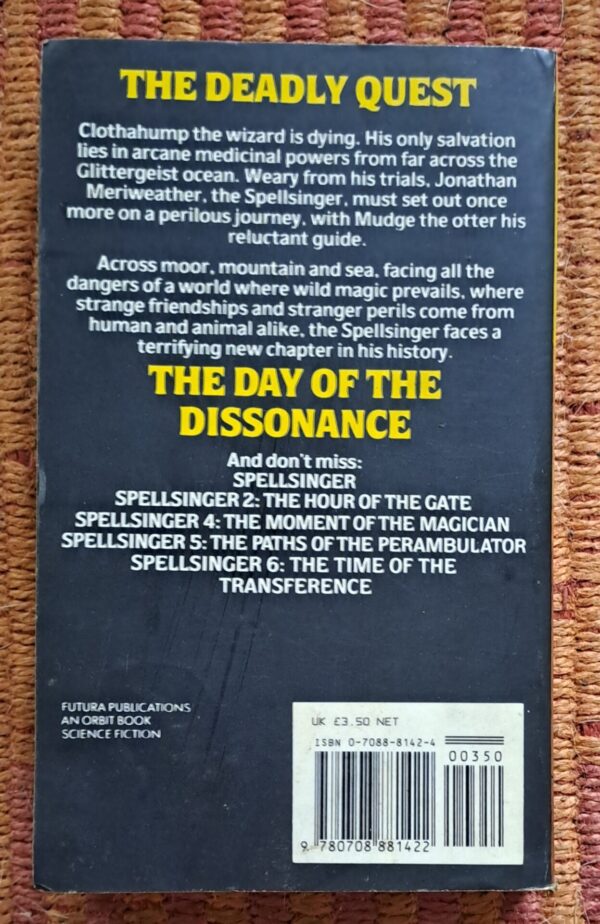 THE DEADLY QUEST
Clothahump the wizard is dying. His only salvation
lies in arcane medicinal powers from far across the
Glittergeist ocean. Weary from his trials, Jonathan
Meriweather, the Spellsinger, must set out once
more on a perilous journey, with Mudge the otter his
reluctant guide.
Across moor, mountain and sea, facing all the
dangers of a world where wild magic prevails, where
strange friendships and stranger perils come from
human and animal alike, the Spellsinger faces a
terrifying new chapter in his history.
THE DAY OF THE
DISSONANCE
And don't miss:
SPELLSINGER
SPELLSINGER 2: THE HOUR OF THE GATE
SPELLSINGER 4: THE MOMENT OF THE MAGICIAN
SPELLSINGER 5: THE PATHS OF THE PERAMBULATOR
SPELLSINGER 6: THE TIME OF THE
TRANSFERENCE
FUTURA PUBLICATIONS
AN ORBIT BOOK
SCIENCE FICTION
UK £3.50 NET
ISBN 0-7088-8142-4
00350
9 780708 881422